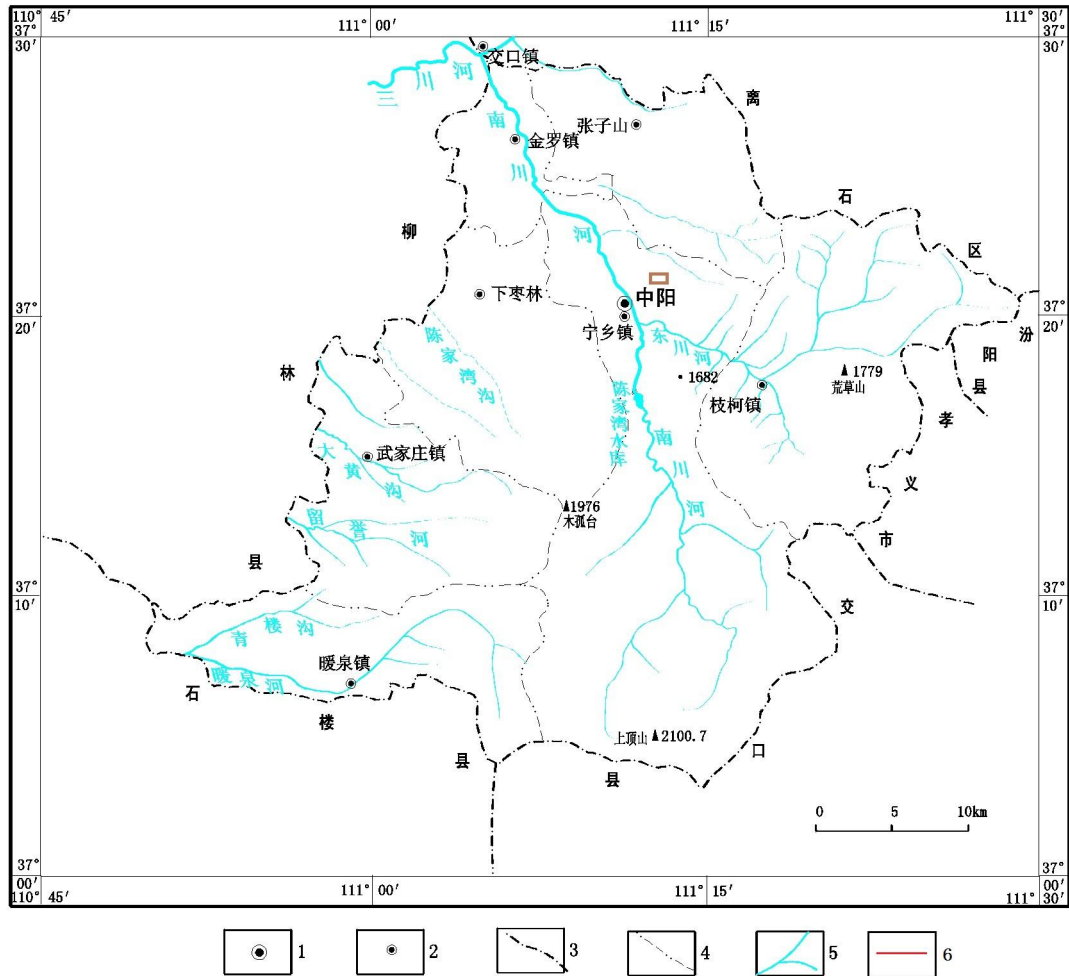 110° 45′
37° 30′
111° 00′
111° 15′
111° 30′
37° 30′
交口镇
三川河
离
南川河
金罗镇
张子山
石
柳
区
下枣林
中阳
37° 20′
37° 20′
汾
宁乡镇
陈家湾沟
东川河
阳
林
1682
1779
荒草山
县
枝柯镇
孝
陈家湾水库
大黄沟
武家庄镇
南川河
义
1976
木孤台
留誉河
市
县
37° 10′
37° 10′
交
青楼沟
暖泉镇
暖泉河
石
楼
上顶山
2100.7
口
县
县
0 5 10km
37° 00′
110° 45′
111° 00′
111° 15′
37° 00′
111° 30′
1
2
3
4
5
6